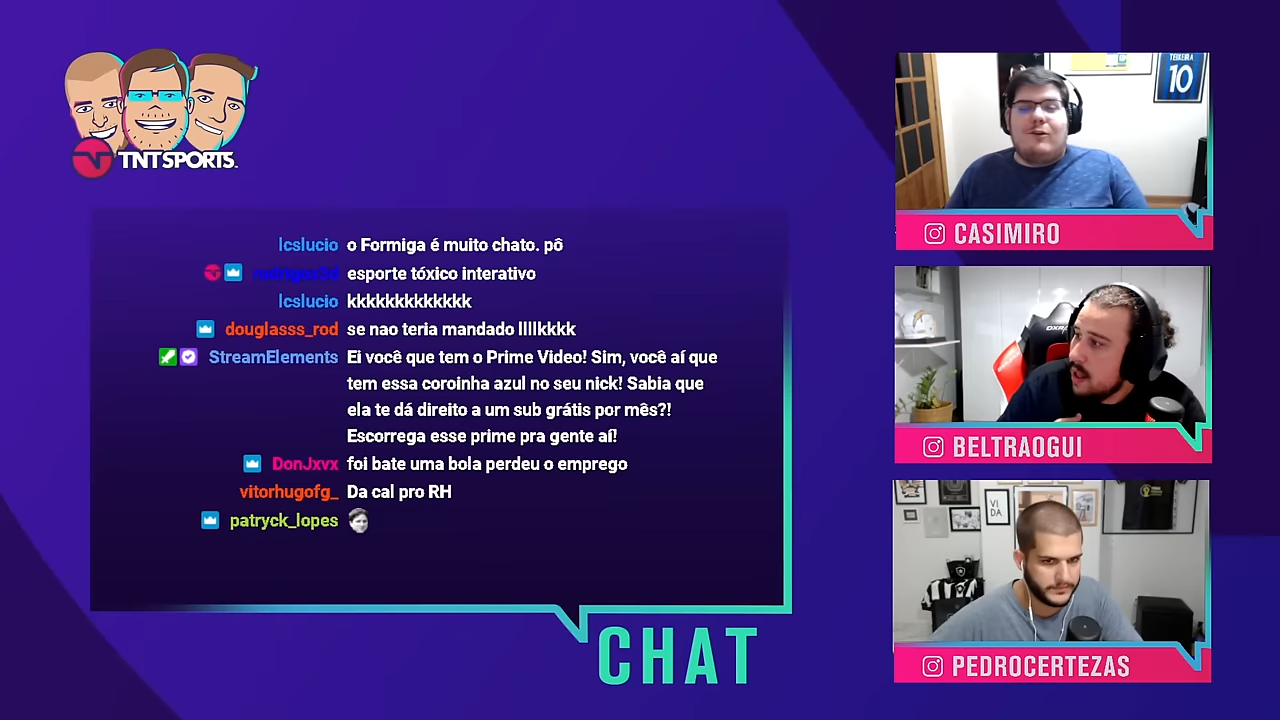 TNT SPORTS
lcslucio o Formiga é muito chato. pô
esporte tóxico interativo
lcslucio kkkkkkkkkkkkk
douglasss_rod se nao teria mandado llllkkkk
StreamElements Ei você que tem o Prime Video! Sim, você aí que
tem essa coroinha azul no seu nick! Sabia que
ela te dá direito a um sub grátis por mês?!
Escorrega esse prime pra gente aí!
DonJxvx foi bate uma bola perdeu o emprego
vitorhugofg_ Da cal pro RH
patryck_lopes
CHAT
TEIXEIRA
10
CASIMIRO
BELTRAOGUI
VI
DA
PEDROCERTEZAS